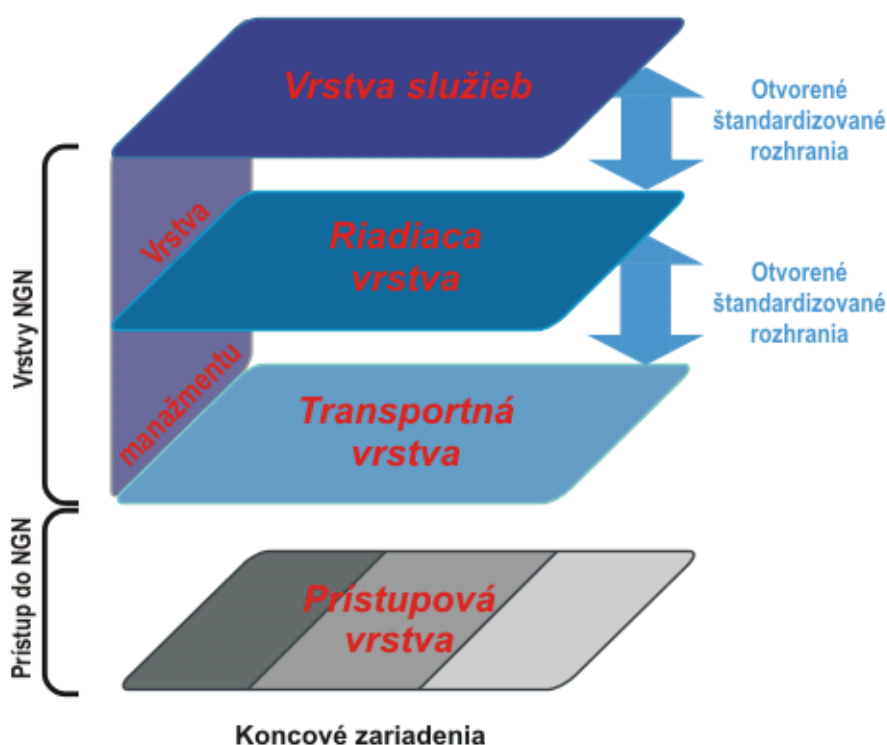 Vrstva služieb
Otvorené
štandardizované
rozhrania
Vrstva
Riadiaca
vrstva
Otvorené
štandardizované
rozhrania
Vrstvy NGN
manažmentu
Transportná
vrstva
Prístup do NGN
Prístupová
vrstva
Koncové zariadenia